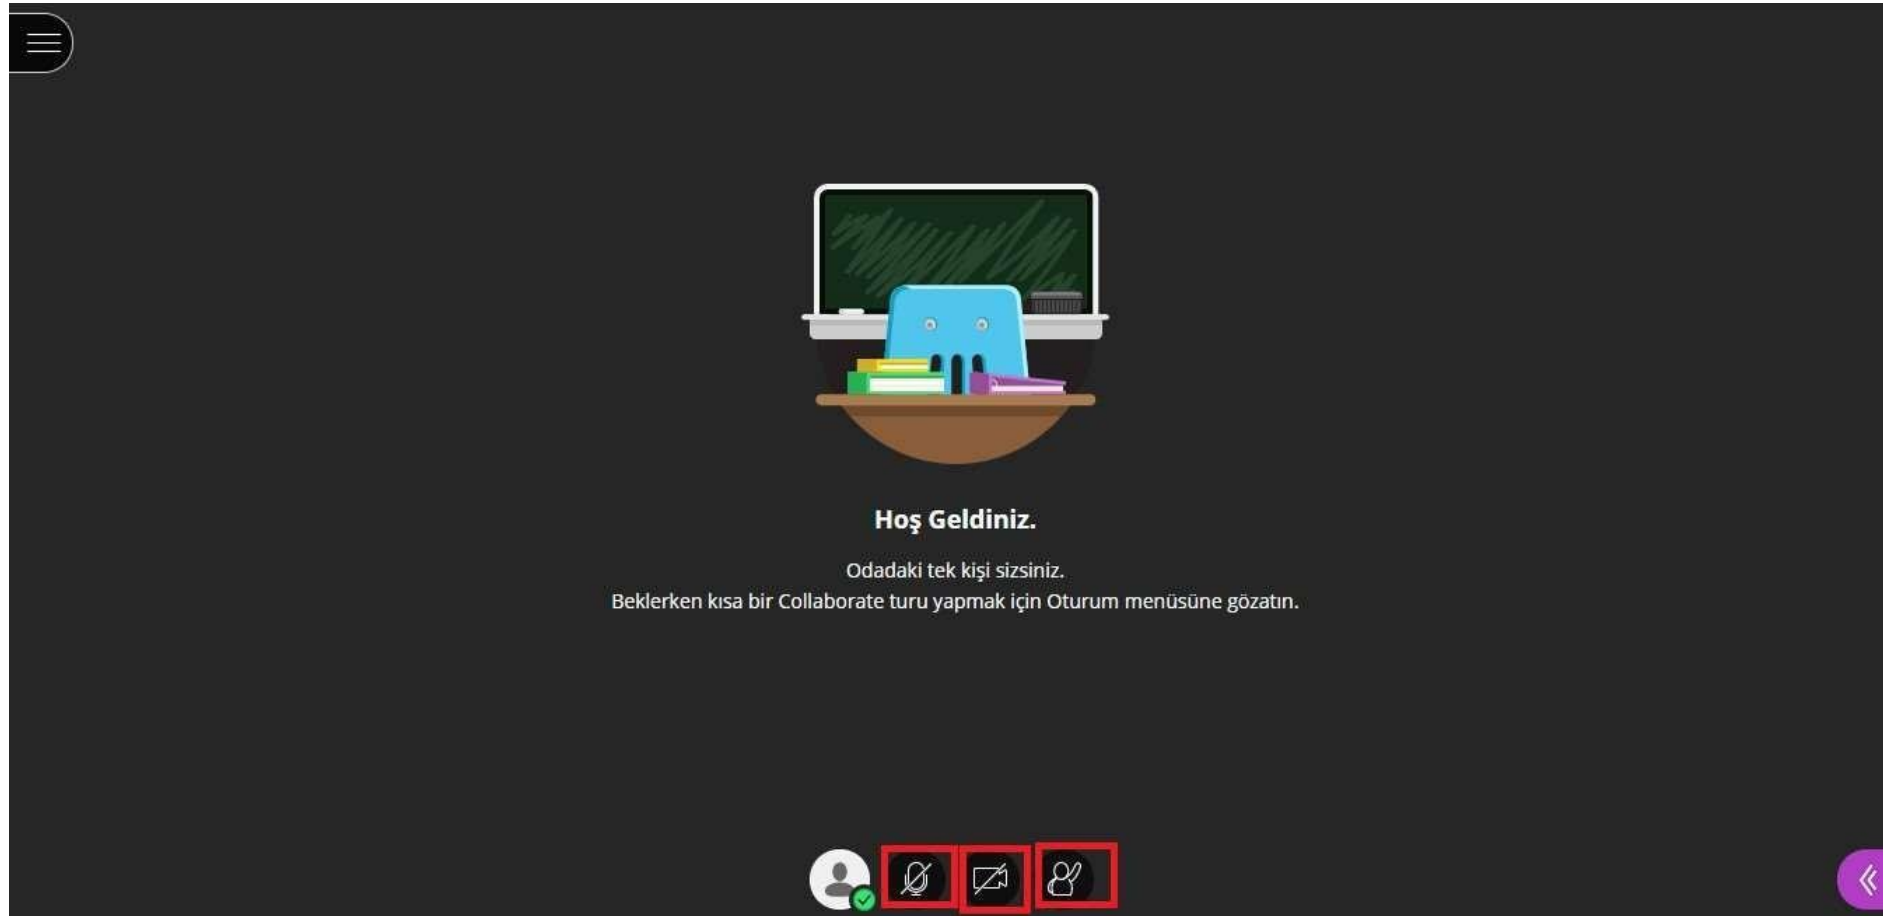 Hoş Geldiniz.
Odadaki tek kişi sizsiniz.
Beklerken kısa bir Collaborate turu yapmak için Oturum menüsüne gözatın.